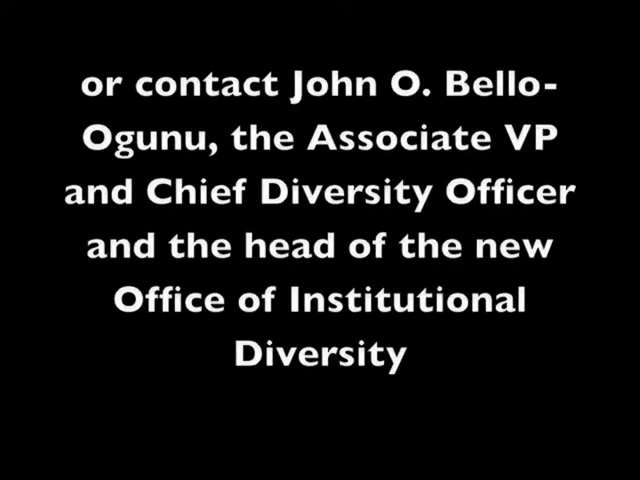 or contact John O. Bello-
Ogunu, the Associate VP
and Chief Diversity Officer
and the head of the new
Office of Institutional
Diversity